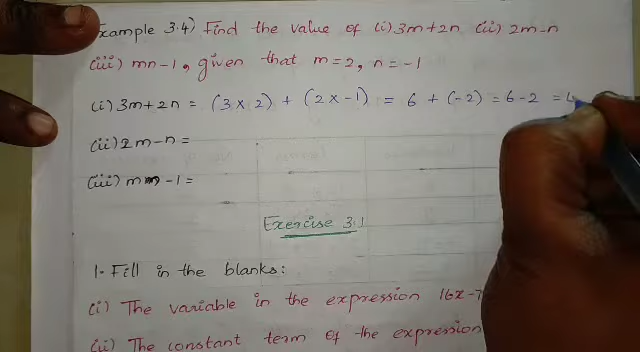 Example 3.4) Find the value of (i) 3m+2n (ii) 2m-n
(iii) mn-1, given that m=2, n=-1
(i) 3m+2n = (3×2) + (2×-1) = 6 + (-2) = 6-2 = 4
(ii) 2m-n =
(iii) mn-1 =
Exercise 3.1
1. Fill in the blanks:
(i) The variable in the expression 16x-7
(ii) The constant term of the expression